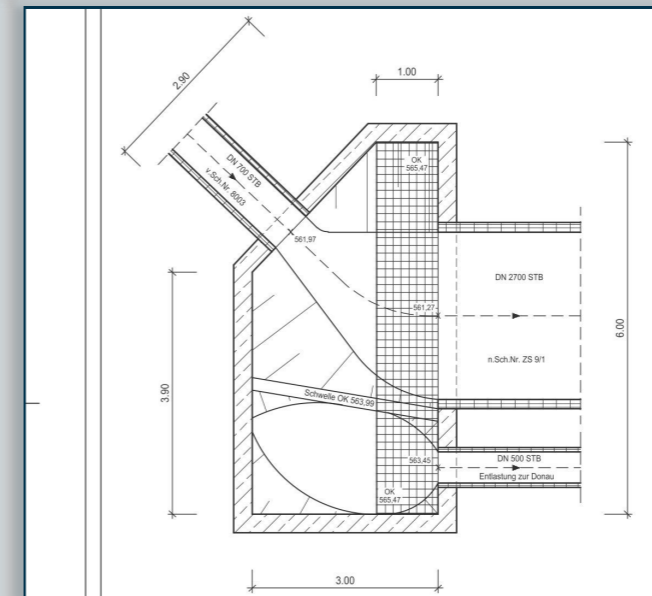 2.90
1.00
DN 700 STB
v.Sch.Nr. 8003
OK
565,47
561,97
561,27
DN 2700 STB
n.Sch.Nr. ZS 9/1
6.00
3.90
Schwelle OK 563,99
563,45
DN 500 STB
Entlastung zur Donau
OK
565,47
3.00